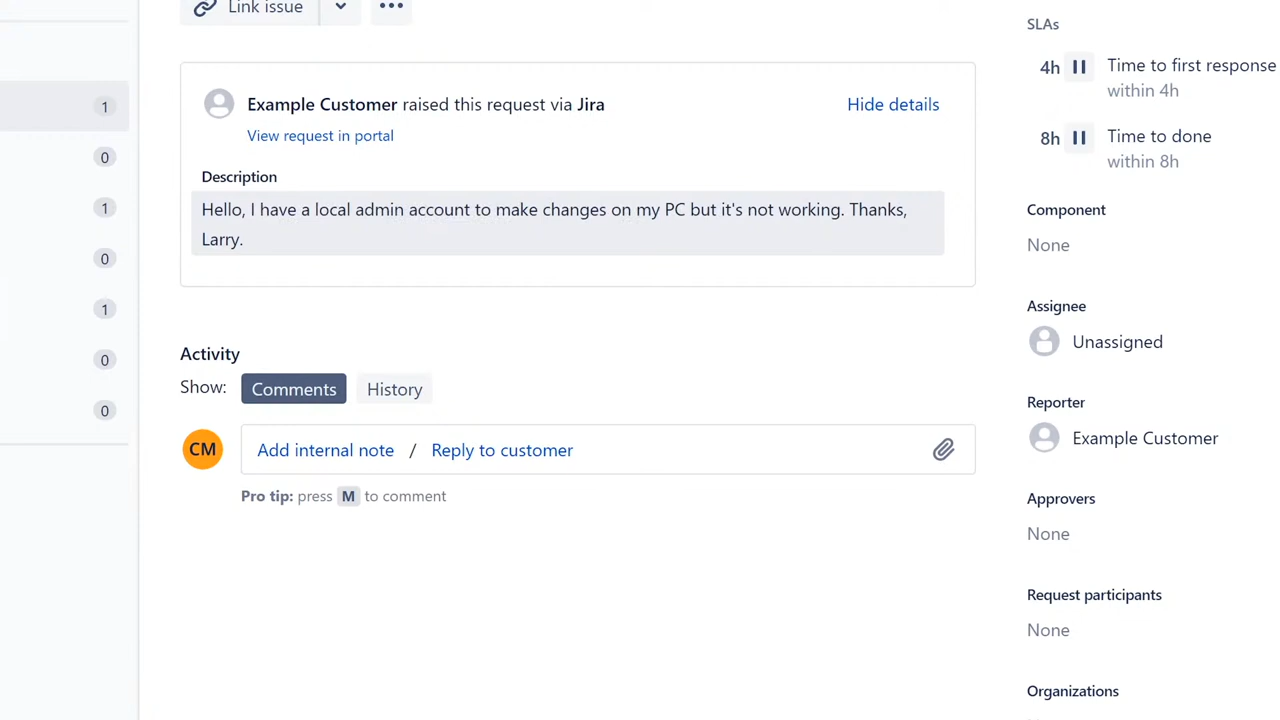 Link issue
Example Customer raised this request via Jira
Hide details
View request in portal
Description
Hello, I have a local admin account to make changes on my PC but it's not working. Thanks,
Larry.
1
0
1
0
1
0
0
Activity
Show: Comments History
CM
Add internal note / Reply to customer
Pro tip: press M to comment
SLAs
4h Time to first response
within 4h
8h Time to done
within 8h
Component
None
Assignee
Unassigned
Reporter
Example Customer
Approvers
None
Request participants
None
Organizations